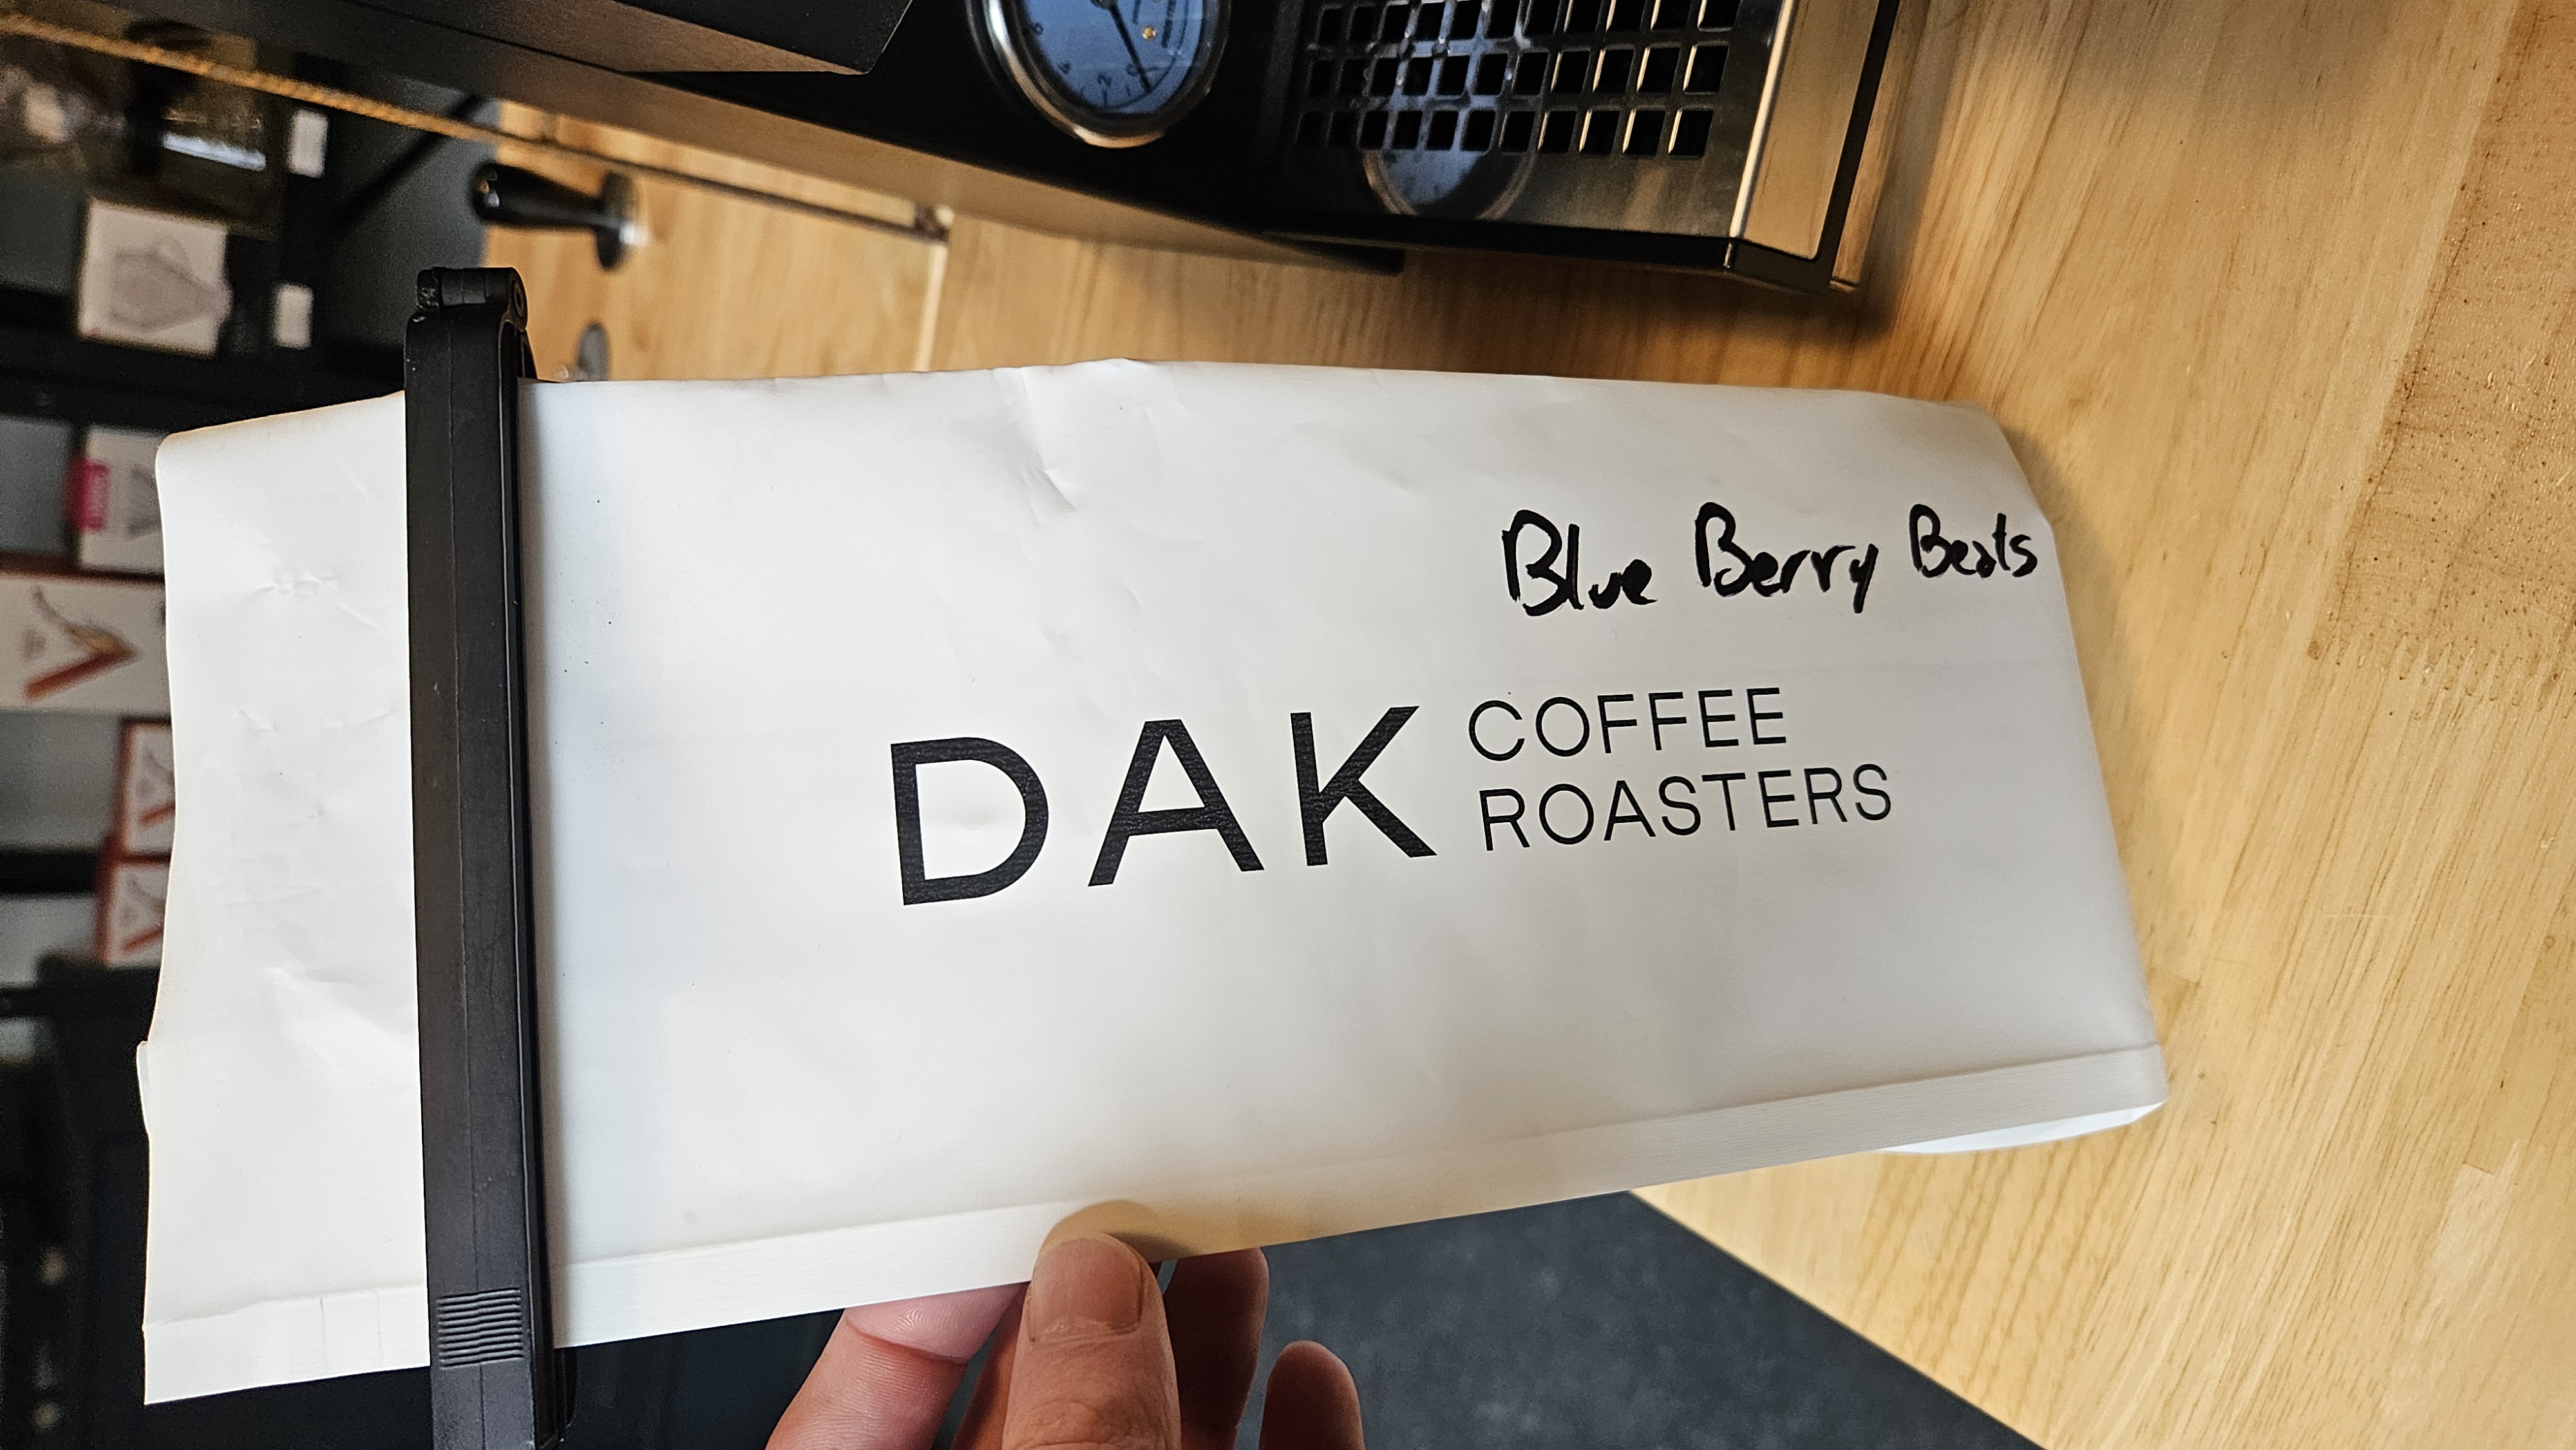 Blue Berry Beats
DAK COFFEE
ROASTERS